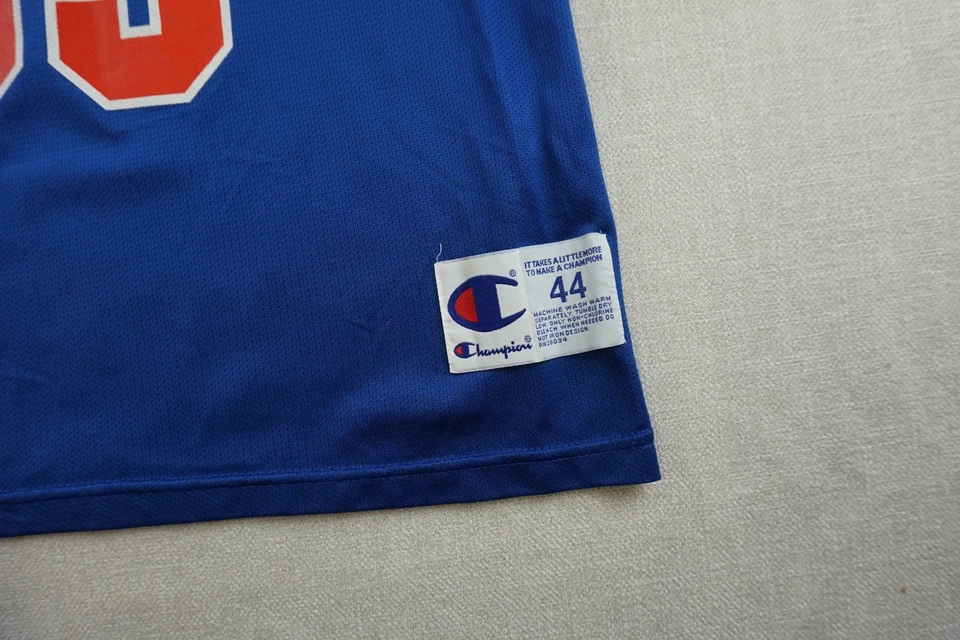 IT TAKES A LITTLE MORE
TO MAKE A CHAMPION
44
MACHINE WASH WARM
SEPARATELY. TUMBLE DRY
LOW. ONLY NON-CHLORINE
BLEACH WHEN NEEDED. DO
NOT IRON DESIGN.
RN26094
Champion